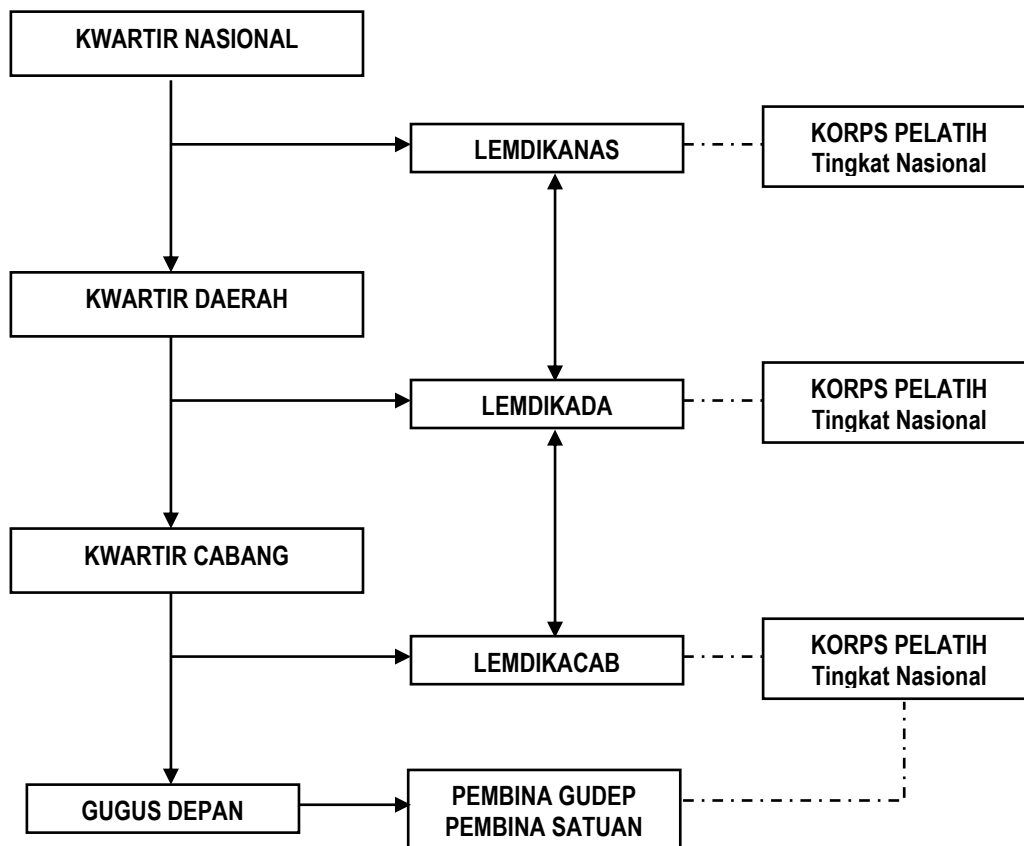 KWARTIR NASIONAL
LEMDIKANAS
KORPS PELATIH
Tingkat Nasional
KWARTIR DAERAH
LEMDIKADA
KORPS PELATIH
Tingkat Nasional
KWARTIR CABANG
LEMDIKACAB
KORPS PELATIH
Tingkat Nasional
GUGUS DEPAN
PEMBINA GUDEP
PEMBINA SATUAN